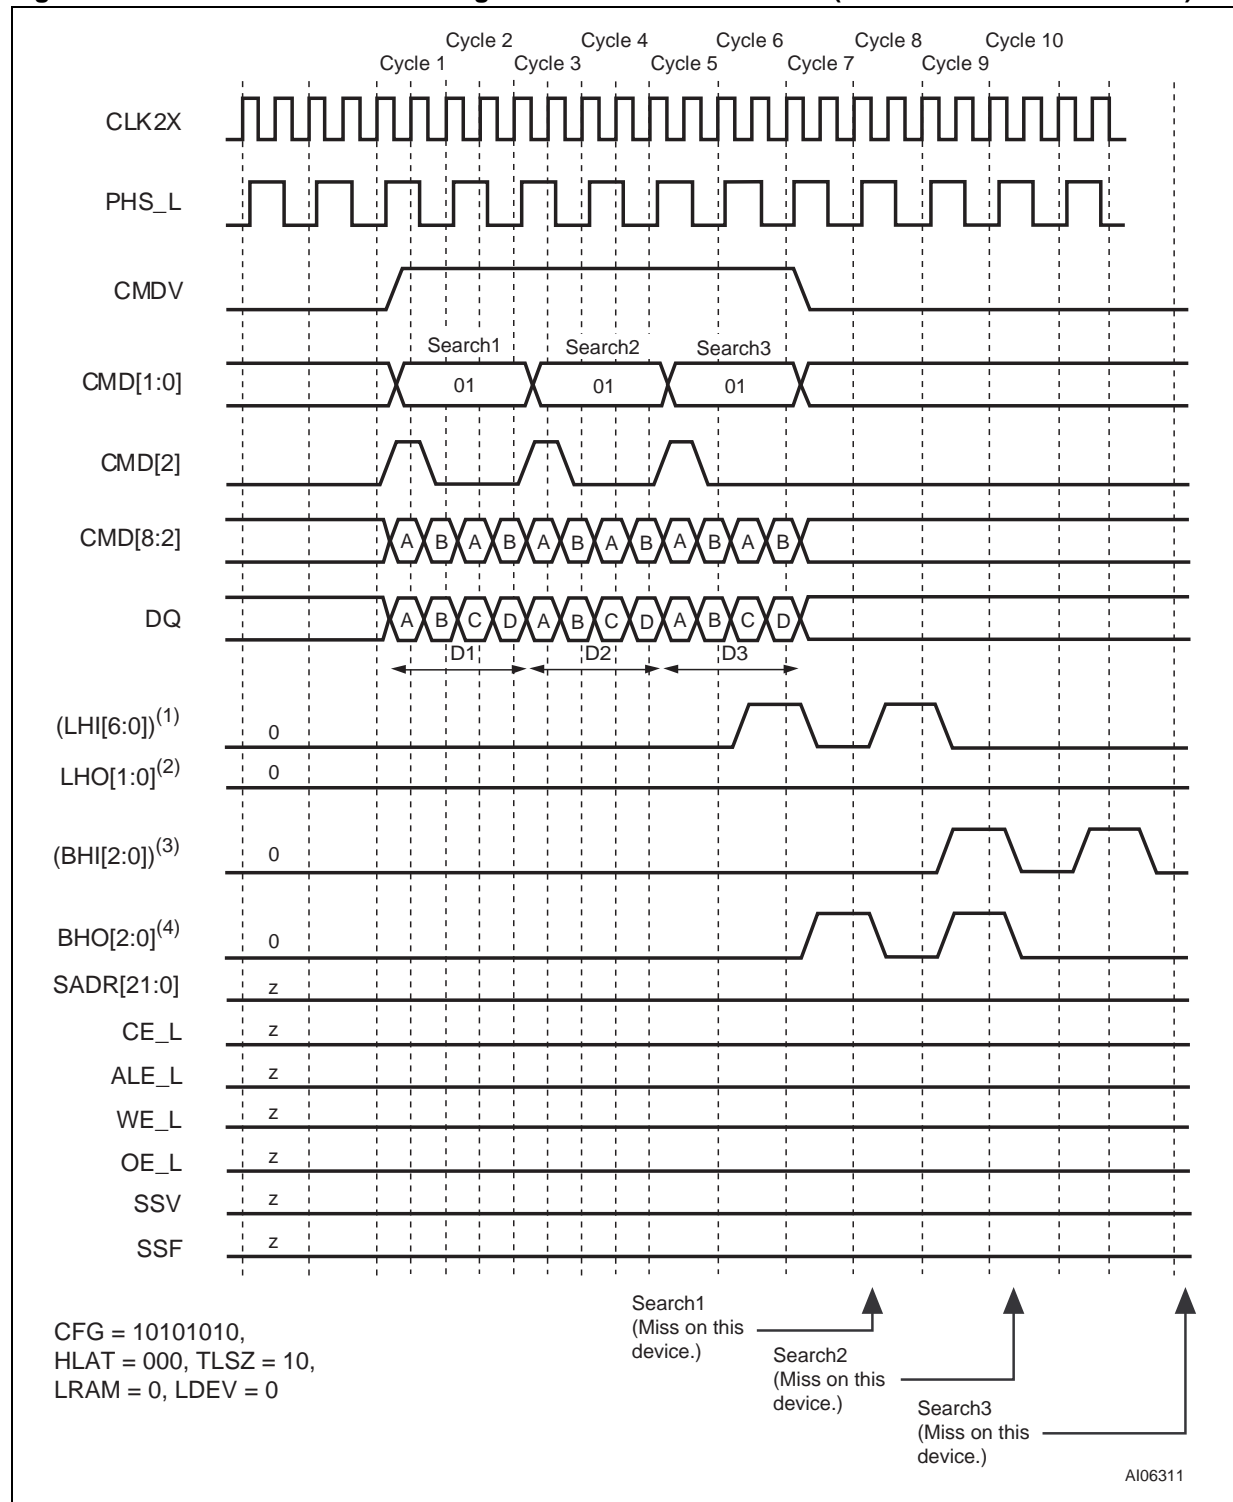 Cycle 2 Cycle 4 Cycle 6 Cycle 8 Cycle 10
Cycle 1 Cycle 3 Cycle 5 Cycle 7 Cycle 9
CLK2X
PHS_L
CMDV
Search1 Search2 Search3
CMD[1:0] 01 01 01
CMD[2]
CMD[8:2] A B A B A B A B A B A B
DQ A B C D A B C D A B C D
D1 D2 D3
(LHI[6:0])(1) 0
LHO[1:0](2) 0
(BHI[2:0])(3) 0
BHO[2:0](4) 0
SADR[21:0] z
CE_L z
ALE_L z
WE_L z
OE_L z
SSV z
SSF z
Search1
(Miss on this
device.)
Search2
(Miss on this
device.)
Search3
(Miss on this
device.)
CFG = 10101010,
HLAT = 000, TLSZ = 10,
LRAM = 0, LDEV = 0
AI06311